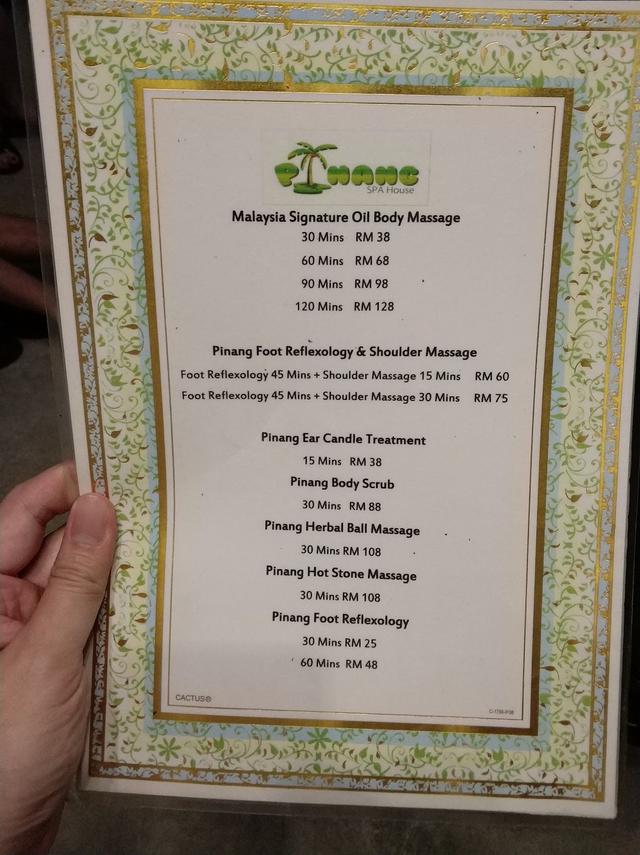 PINANG
SPA House
Malaysia Signature Oil Body Massage
30 Mins RM 38
60 Mins RM 68
90 Mins RM 98
120 Mins RM 128
Pinang Foot Reflexology & Shoulder Massage
Foot Reflexology 45 Mins + Shoulder Massage 15 Mins RM 60
Foot Reflexology 45 Mins + Shoulder Massage 30 Mins RM 75
Pinang Ear Candle Treatment
15 Mins RM 38
Pinang Body Scrub
30 Mins RM 88
Pinang Herbal Ball Massage
30 Mins RM 108
Pinang Hot Stone Massage
30 Mins RM 108
Pinang Foot Reflexology
30 Mins RM 25
60 Mins RM 48
CACTUS®